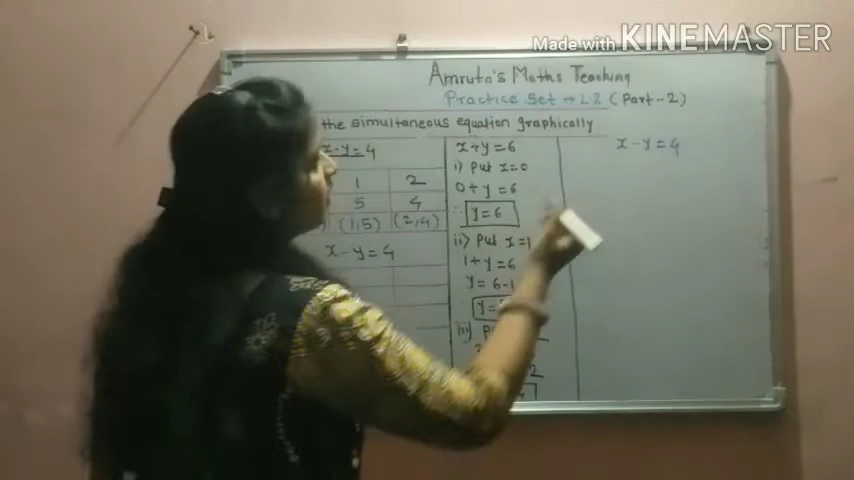 Made with KINEMASTER
Amruta's Maths Teaching
Practice Set → 1.2 (Part-2)
the simultaneous equation graphically
x-y=4
1 2
5 4
(1,5) (2,4)
x-y=4
x+y=6
i) Put x=0
0+y=6
∴ y=6
ii) Put x=1
1+y=6
y=6-1
y=
iii)
2
x-y=4